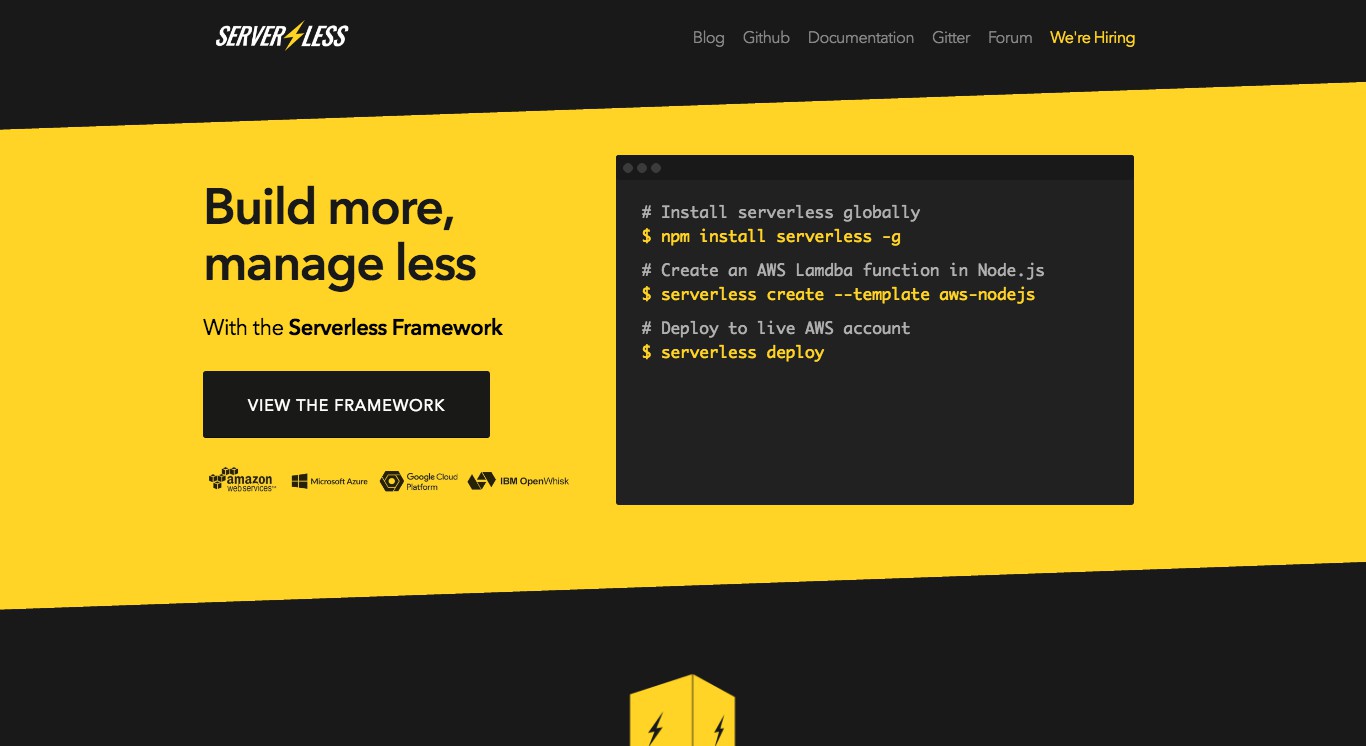 SERVERLESS
Blog Github Documentation Gitter Forum We're Hiring
Build more,
manage less
With the Serverless Framework
VIEW THE FRAMEWORK
amazon
web services™
Microsoft Azure
Google Cloud
Platform
IBM OpenWhisk
# Install serverless globally
$ npm install serverless -g
# Create an AWS Lamdba function in Node.js
$ serverless create --template aws-nodejs
# Deploy to live AWS account
$ serverless deploy